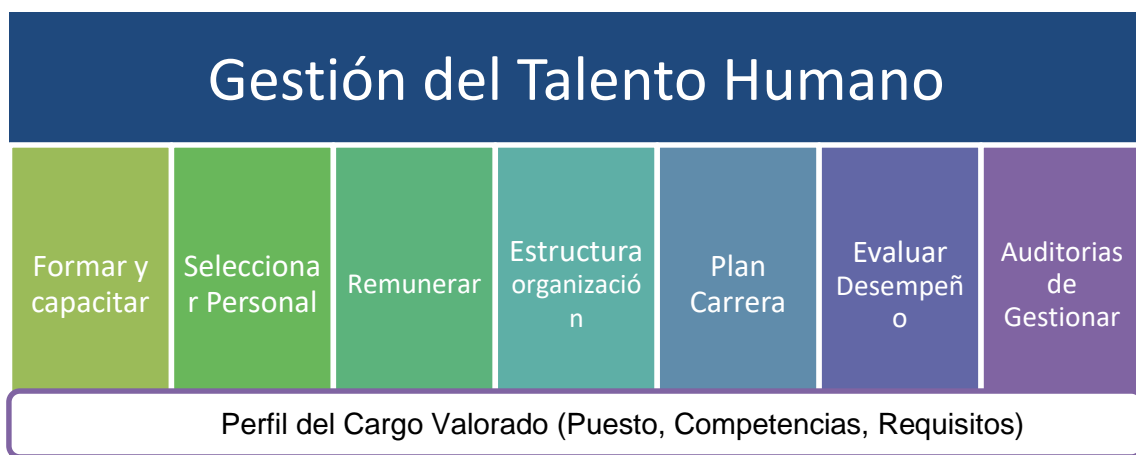 Gestión del Talento Humano
Formar y
capacitar
Selecciona
r Personal
Remunerar
Estructura
organizació
n
Plan
Carrera
Evaluar
Desempeñ
o
Auditorias
de
Gestionar
Perfil del Cargo Valorado (Puesto, Competencias, Requisitos)